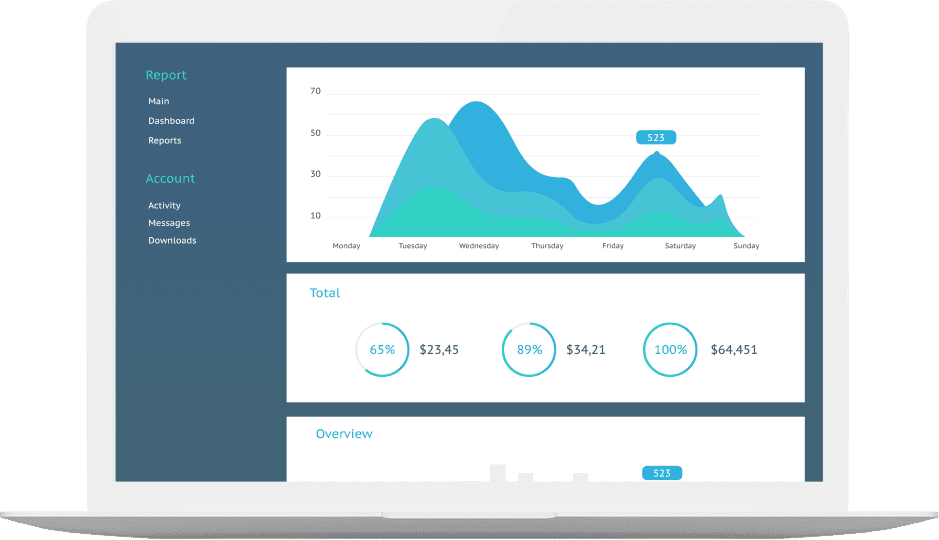 Report
Main
Dashboard
Reports
Account
Activity
Messages
Downloads
70
50
30
10
523
Monday Tuesday Wednesday Thursday Friday Saturday Sunday
Total
65% $23,45 89% $34,21 100% $64,451
Overview
523